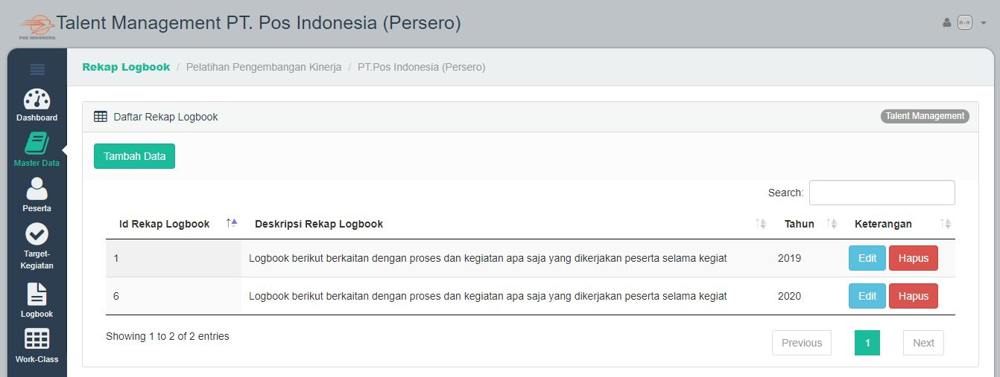 POS INDONESIA
Talent Management PT. Pos Indonesia (Persero)
Rekap Logbook / Pelatihan Pengembangan Kinerja / PT.Pos Indonesia (Persero)
Dashboard
Master Data
Peserta
Target-
Kegiatan
Logbook
Work-Class
Daftar Rekap Logbook
Talent Management
Tambah Data
Search:
Id Rekap Logbook Deskripsi Rekap Logbook Tahun Keterangan
1 Logbook berikut berkaitan dengan proses dan kegiatan apa saja yang dikerjakan peserta selama kegiat 2019 Edit Hapus
6 Logbook berikut berkaitan dengan proses dan kegiatan apa saja yang dikerjakan peserta selama kegiat 2020 Edit Hapus
Showing 1 to 2 of 2 entries
Previous 1 Next